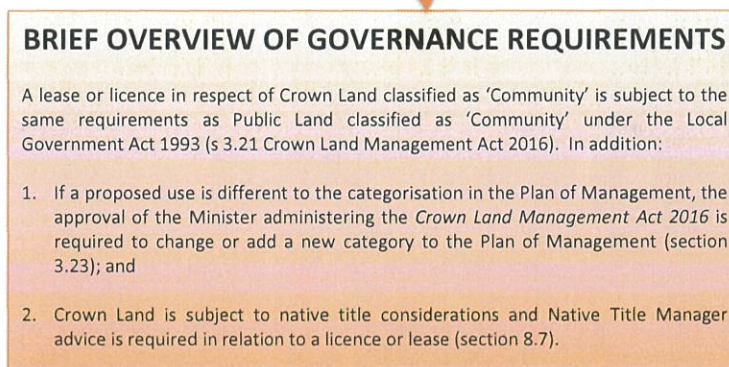 BRIEF OVERVIEW OF GOVERNANCE REQUIREMENTS
A lease or licence in respect of Crown Land classified as ‘Community’ is subject to the
same requirements as Public Land classified as ‘Community’ under the Local
Government Act 1993 (s 3.21 Crown Land Management Act 2016). In addition:
1. If a proposed use is different to the categorisation in the Plan of Management, the
approval of the Minister administering the Crown Land Management Act 2016 is
required to change or add a new category to the Plan of Management (section
3.23); and
2. Crown Land is subject to native title considerations and Native Title Manager
advice is required in relation to a licence or lease (section 8.7).